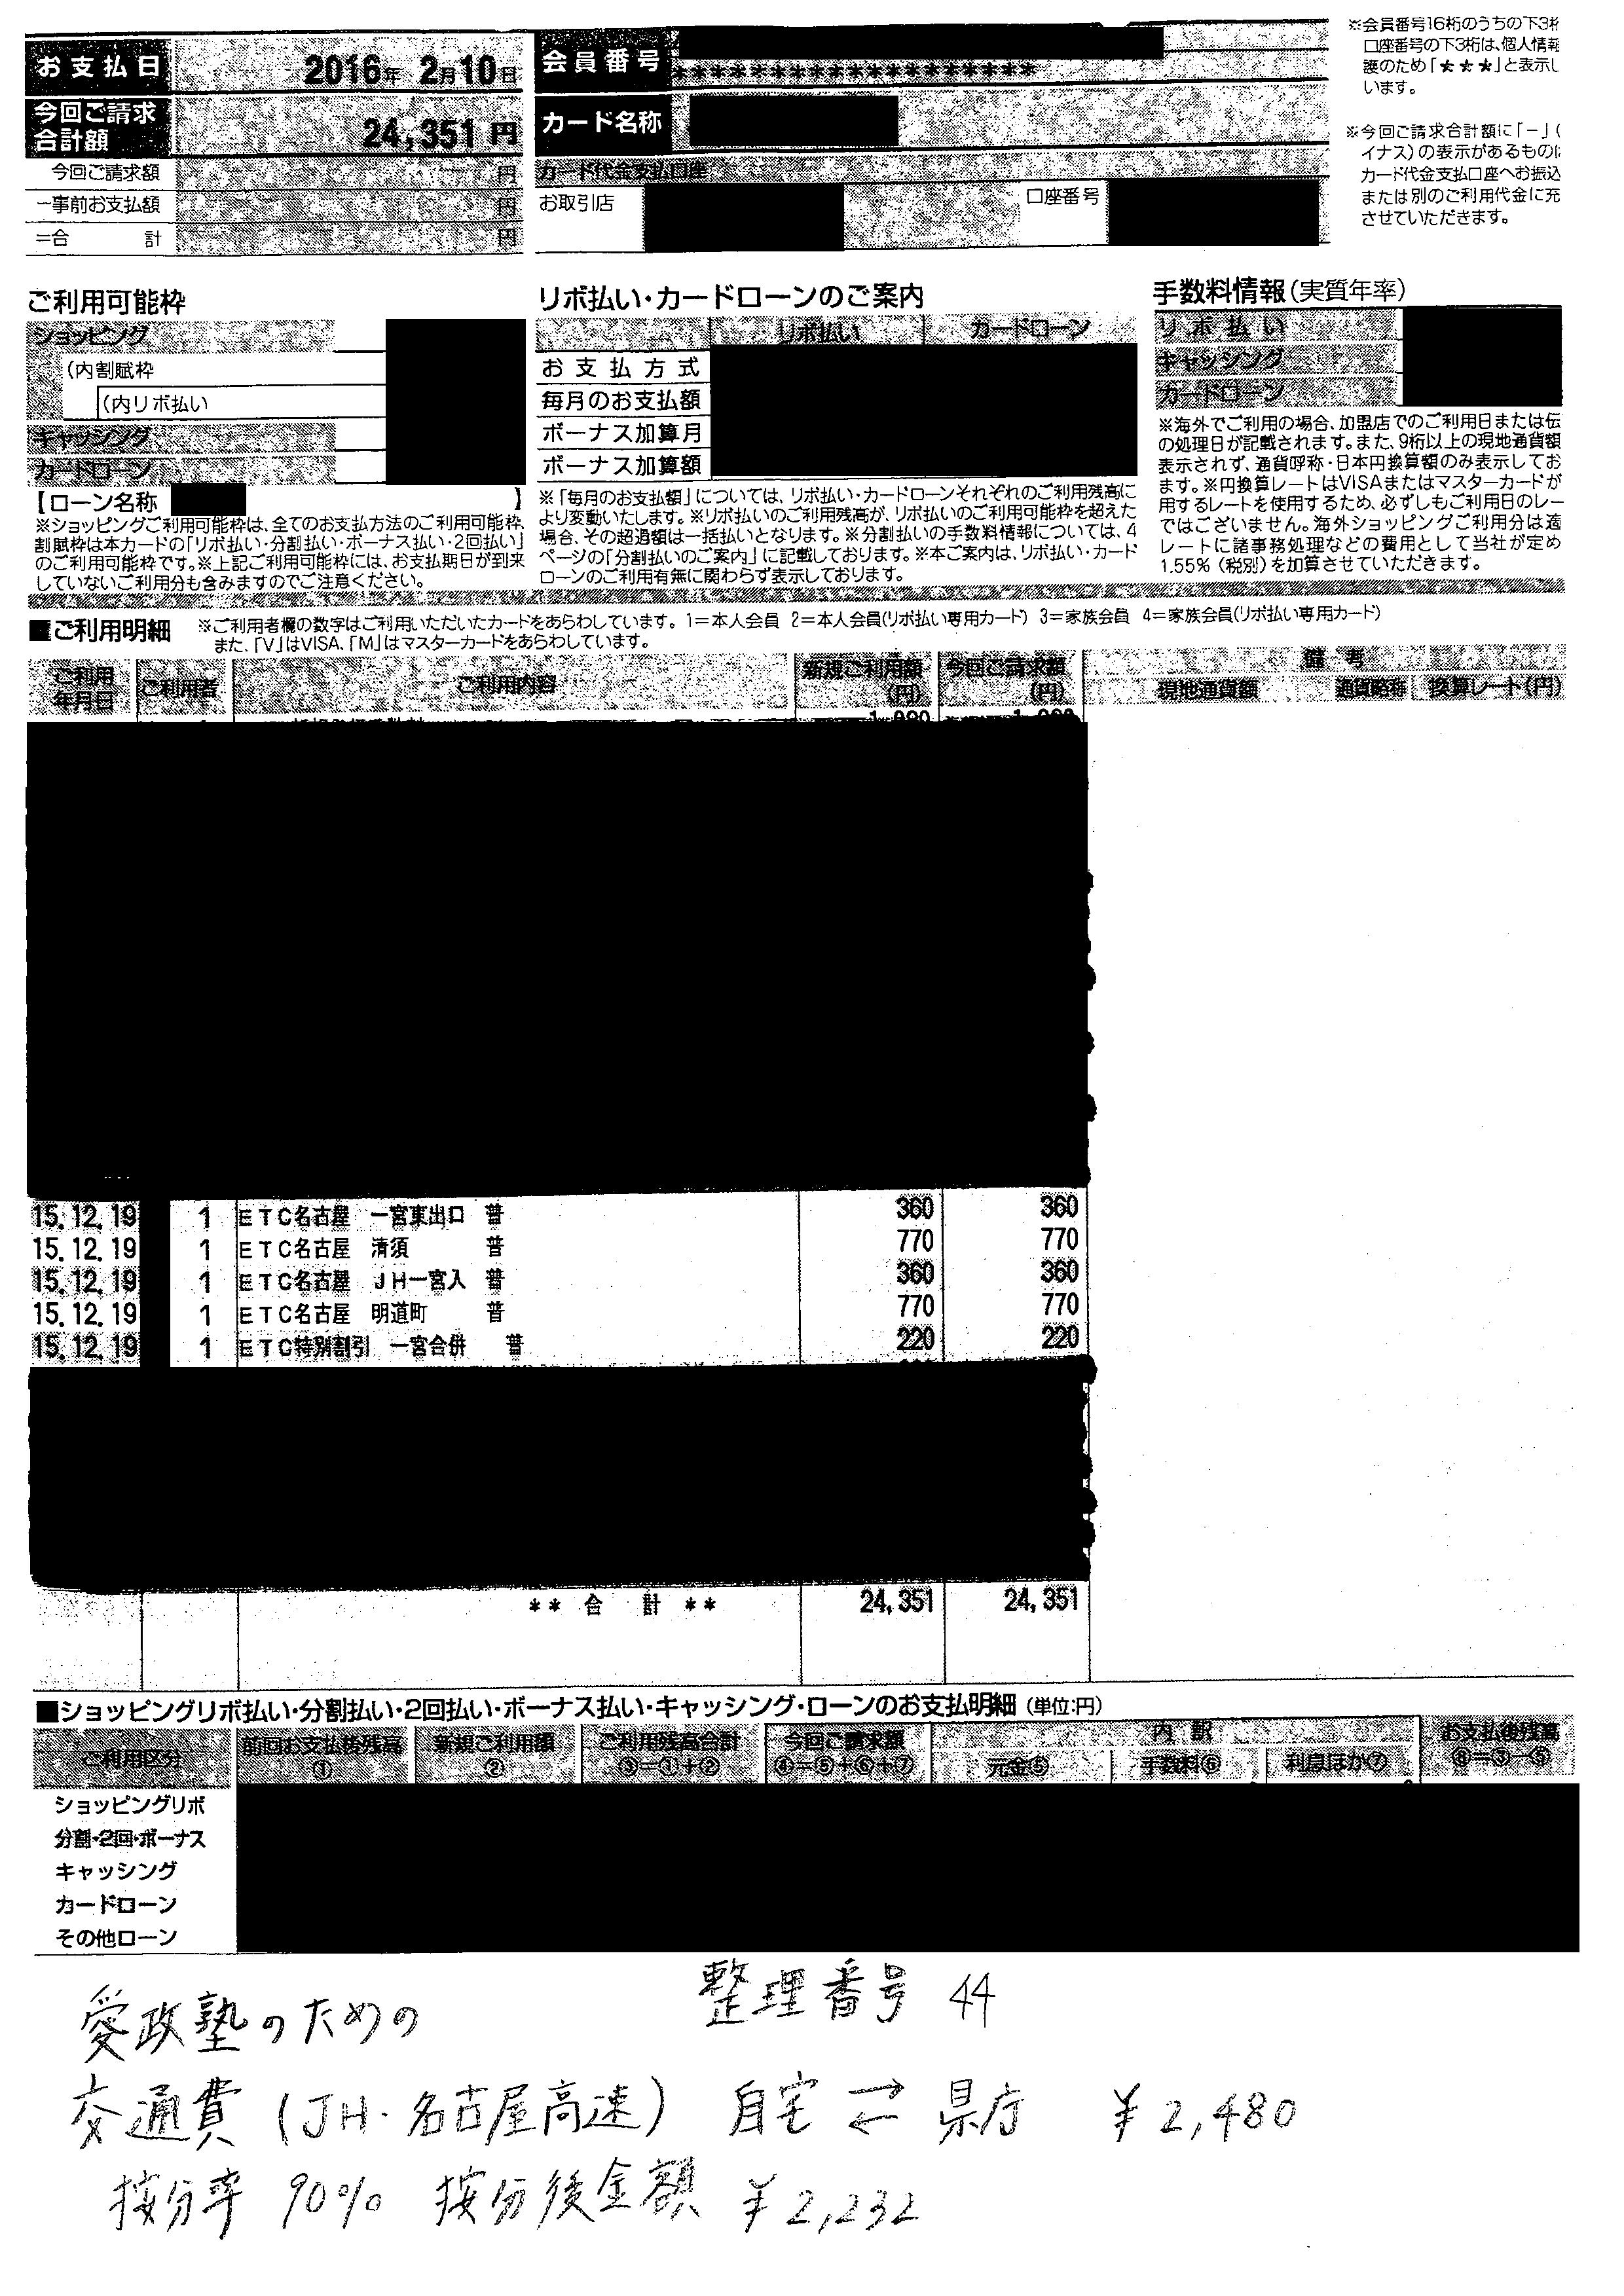 お支払日 2016年 2月10日
今回ご請求合計額 24,351 円
今回ご請求額 円
－事前お支払額 円
＝合 計 円
会員番号 ****************************
カード名称
カード代金支払口座
お取引店 口座番号
※会員番号16桁のうちの下3桁
口座番号の下3桁は、個人情報
護のため「★★★」と表示し
います。
※今回ご請求合計額に「－」(
イナス)の表示があるものは
カード代金支払口座へお振込
または別のご利用代金に充
させていただきます。
ご利用可能枠
ショッピング
(内割賦枠
(内リボ払い
キャッシング
カードローン
【ローン名称 】
※ショッピングご利用可能枠は、全てのお支払方法のご利用可能枠、
割賦枠は本カードの「リボ払い・分割払い・ボーナス払い・2回払い」
のご利用可能枠です。※上記ご利用可能枠には、お支払期日が到来
していないご利用分も含みますのでご注意ください。
リボ払い・カードローンのご案内
リボ払い カードローン
お支払方式
毎月のお支払額
ボーナス加算月
ボーナス加算額
※「毎月のお支払額」については、リボ払い・カードローンそれぞれのご利用残高に
より変動いたします。※リボ払いのご利用残高が、リボ払いのご利用可能枠を超えた
場合、その超過額は一括払いとなります。※分割払いの手数料情報については、4
ページの「分割払いのご案内」に記載しております。※本ご案内は、リボ払い・カード
ローンのご利用有無に関わらず表示しております。
手数料情報(実質年率)
リボ払い
キャッシング
カードローン
※海外でご利用の場合、加盟店でのご利用日または伝
の処理日が記載されます。また、9桁以上の現地通貨額
表示されず、通貨呼称・日本円換算額のみ表示してお
ます。※円換算レートはVISAまたはマスターカードが
用するレートを使用するため、必ずしもご利用日のレー
ではございません。海外ショッピングご利用分は適
レートに諸事務処理などの費用として当社が定め
1.55%(税別)を加算させていただきます。
■ご利用明細 ※ご利用者欄の数字はご利用いただいたカードをあらわしています。1=本人会員 2=本人会員(リボ払い専用カード) 3=家族会員 4=家族会員(リボ払い専用カード)
また、「V」はVISA、「M」はマスターカードをあらわしています。
ご利用年月日 ご利用者 ご利用内容 新規ご利用額(円) 今回ご請求額(円) 備考 現地通貨額 通貨略称 換算レート(円)
15.12.19 1 ETC名古屋 一宮東出口 普 360 360
15.12.19 1 ETC名古屋 清須 普 770 770
15.12.19 1 ETC名古屋 JH一宮入 普 360 360
15.12.19 1 ETC名古屋 明道町 普 770 770
15.12.19 1 ETC特別割引 一宮合併 普 220 220
** 合 計 ** 24,351 24,351
■ショッピングリボ払い・分割払い・2回払い・ボーナス払い・キャッシング・ローンのお支払明細(単位:円)
ご利用区分 前回お支払後残高① 新規ご利用額② ご利用残高合計③=①+② 今回ご請求額④=⑤+⑥+⑦ 内訳 元金⑤ 手数料⑥ 利息ほか⑦ お支払後残高⑧=③-⑤
ショッピングリボ
分割・2回・ボーナス
キャッシング
カードローン
その他ローン
整理番号 44
愛政塾のための
交通費(JH・名古屋高速) 自宅 ⇄ 県庁 ¥2,480
按分率 90% 按分後金額 ¥2,232